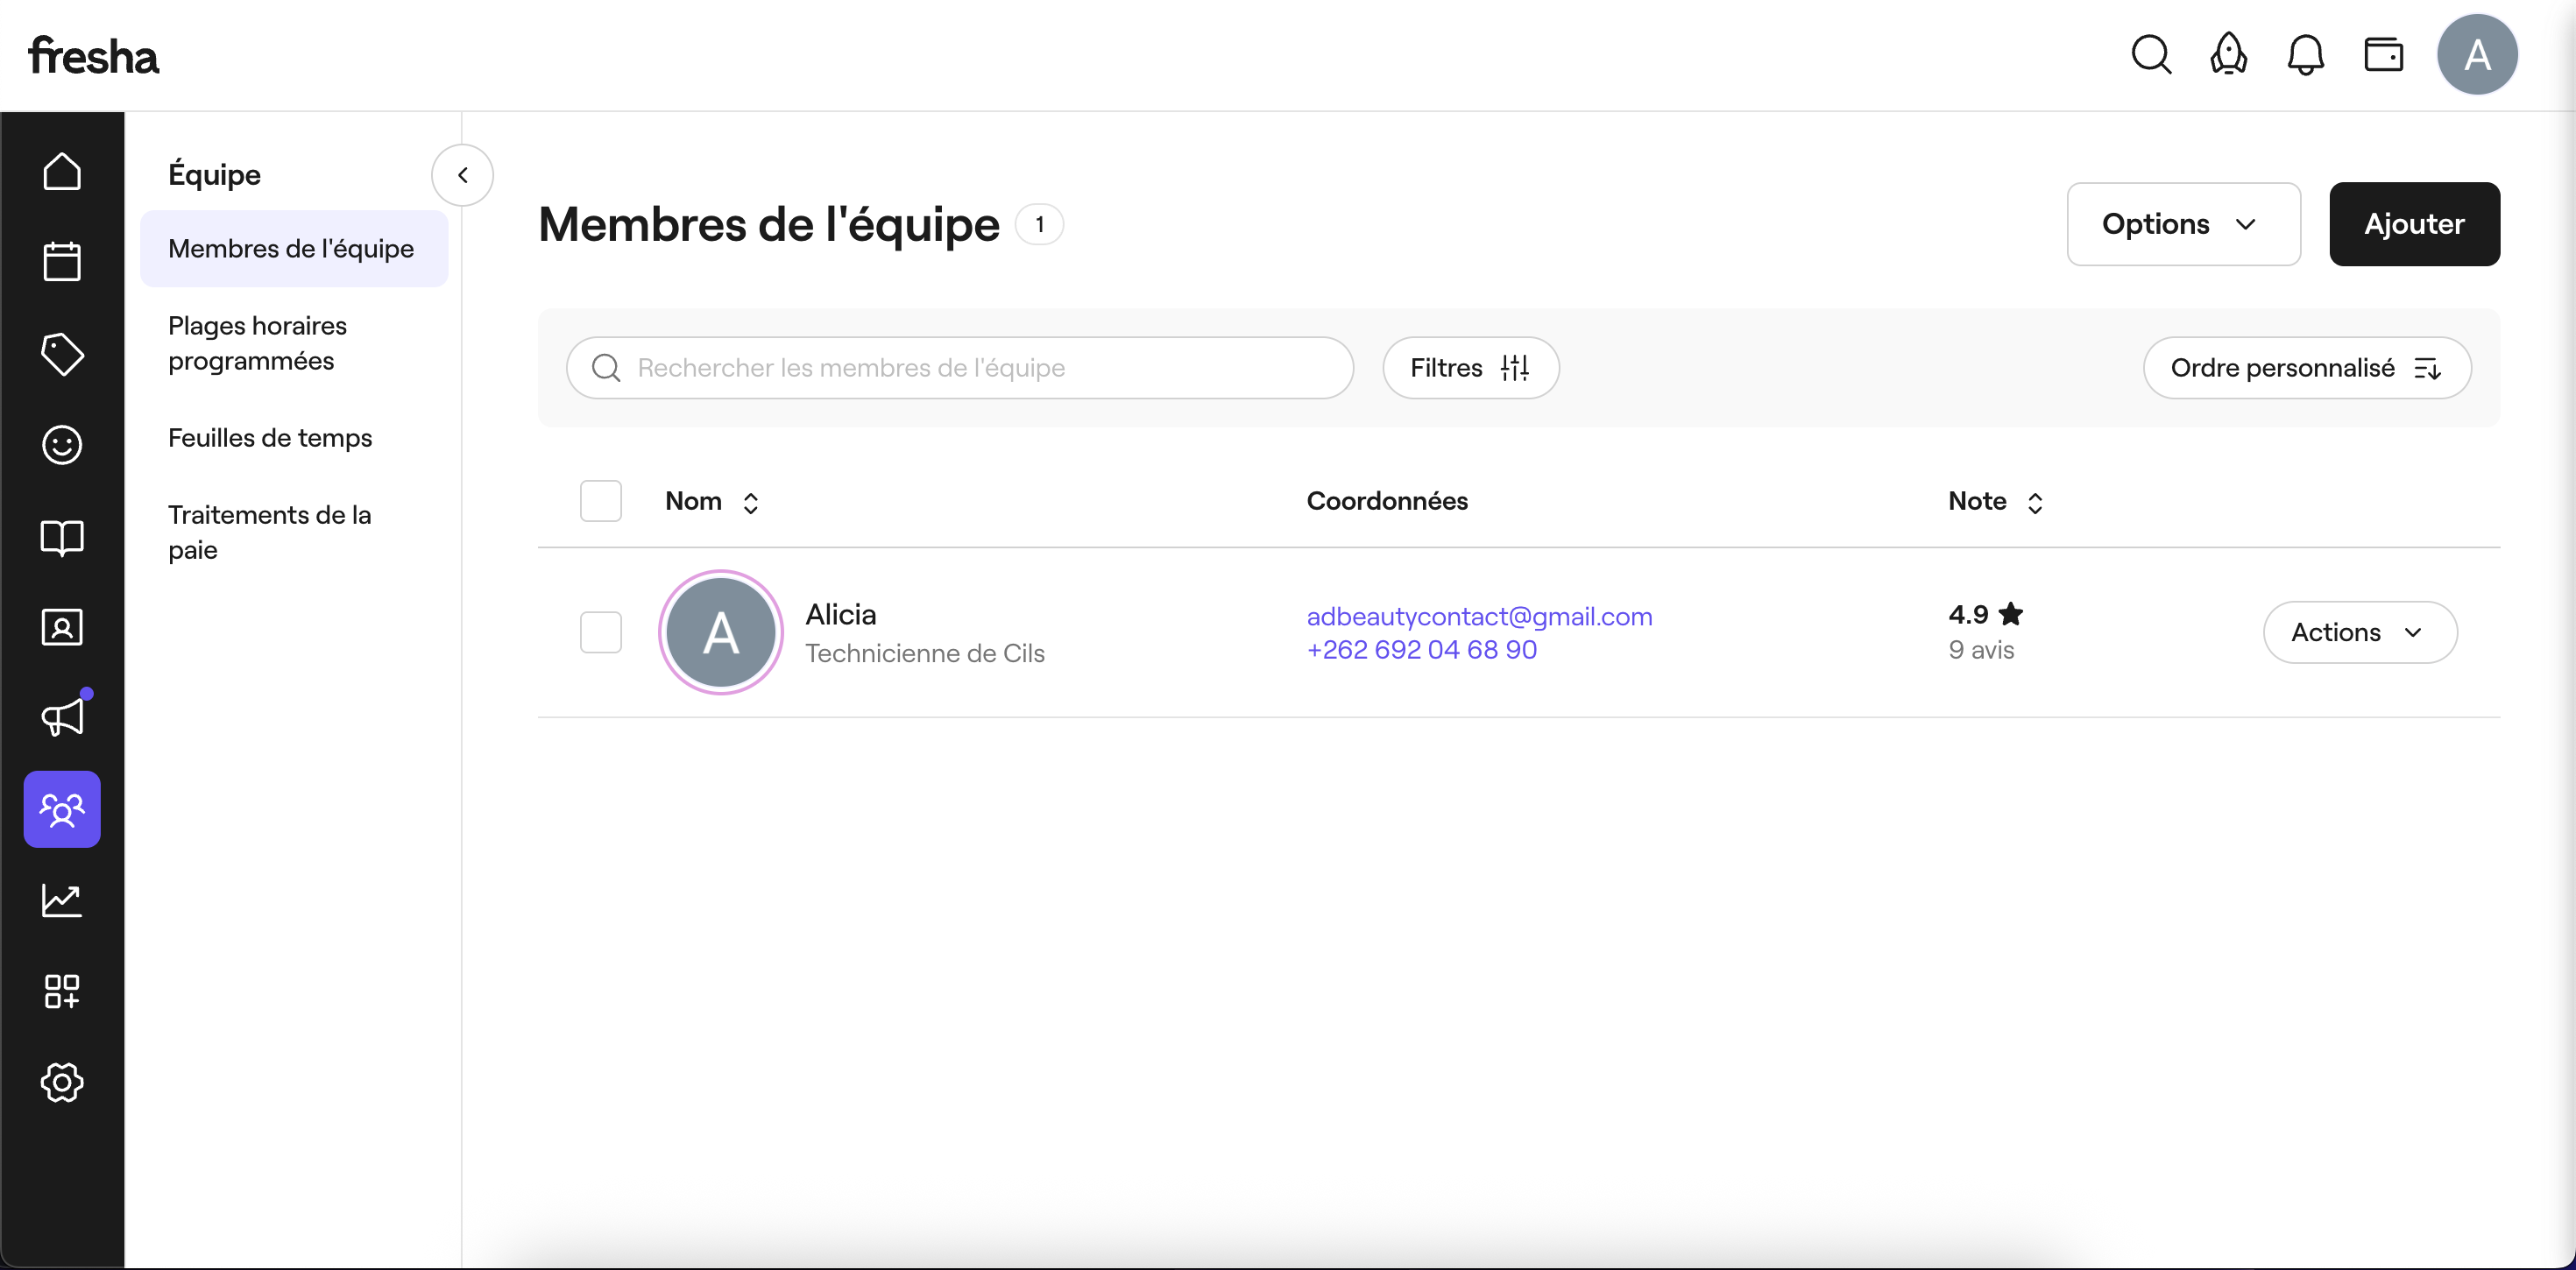 fresha
A
Équipe
Membres de l'équipe
Plages horaires
programmées
Feuilles de temps
Traitements de la
paie
Membres de l'équipe 1
Options
Ajouter
Rechercher les membres de l'équipe
Filtres
Ordre personnalisé
Nom
Coordonnées
Note
A
Alicia
Technicienne de Cils
adbeautycontact@gmail.com
+262 692 04 68 90
4.9 ★
9 avis
Actions